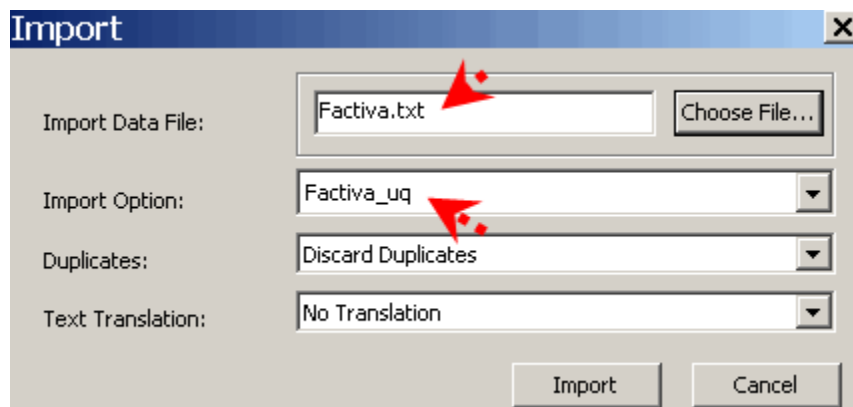 Import
Import Data File: Factiva.txt Choose File...
Import Option: Factiva_uq
Duplicates: Discard Duplicates
Text Translation: No Translation
Import Cancel